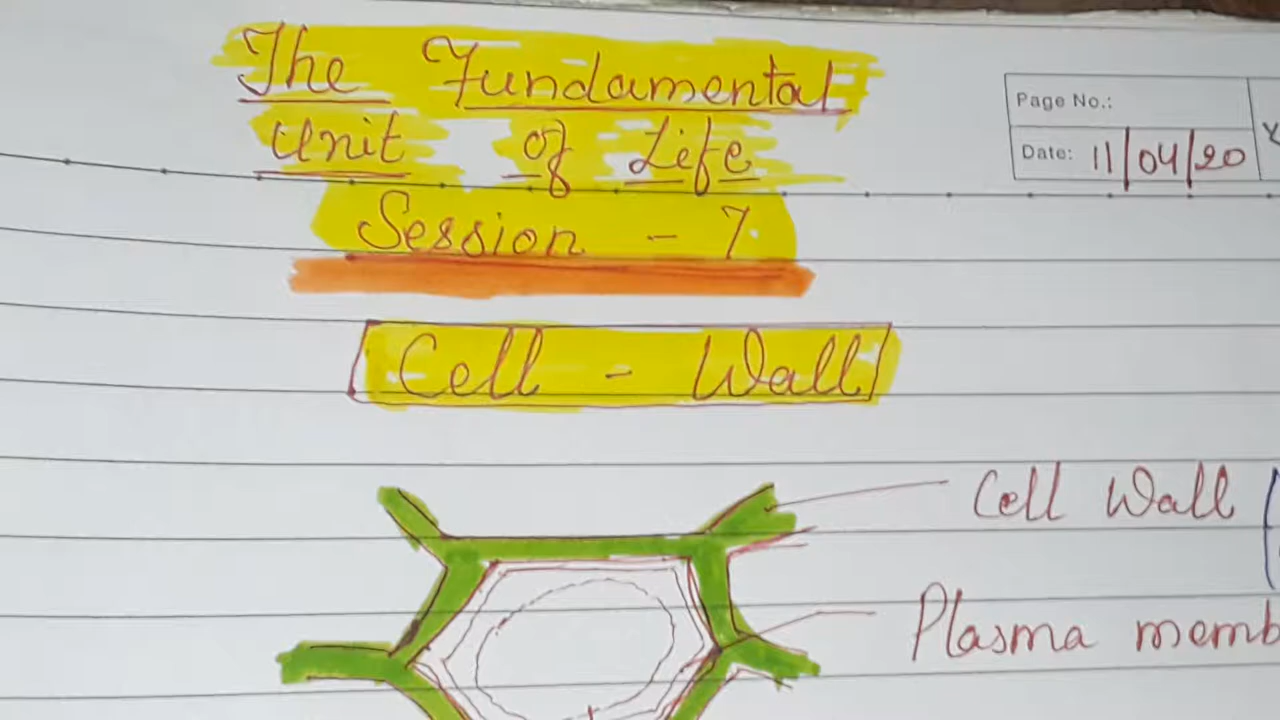 The Fundamental
Unit of Life
Session - 7
Page No.:
Date: 11/04/20
Cell - Wall
Cell Wall (
Plasma memb